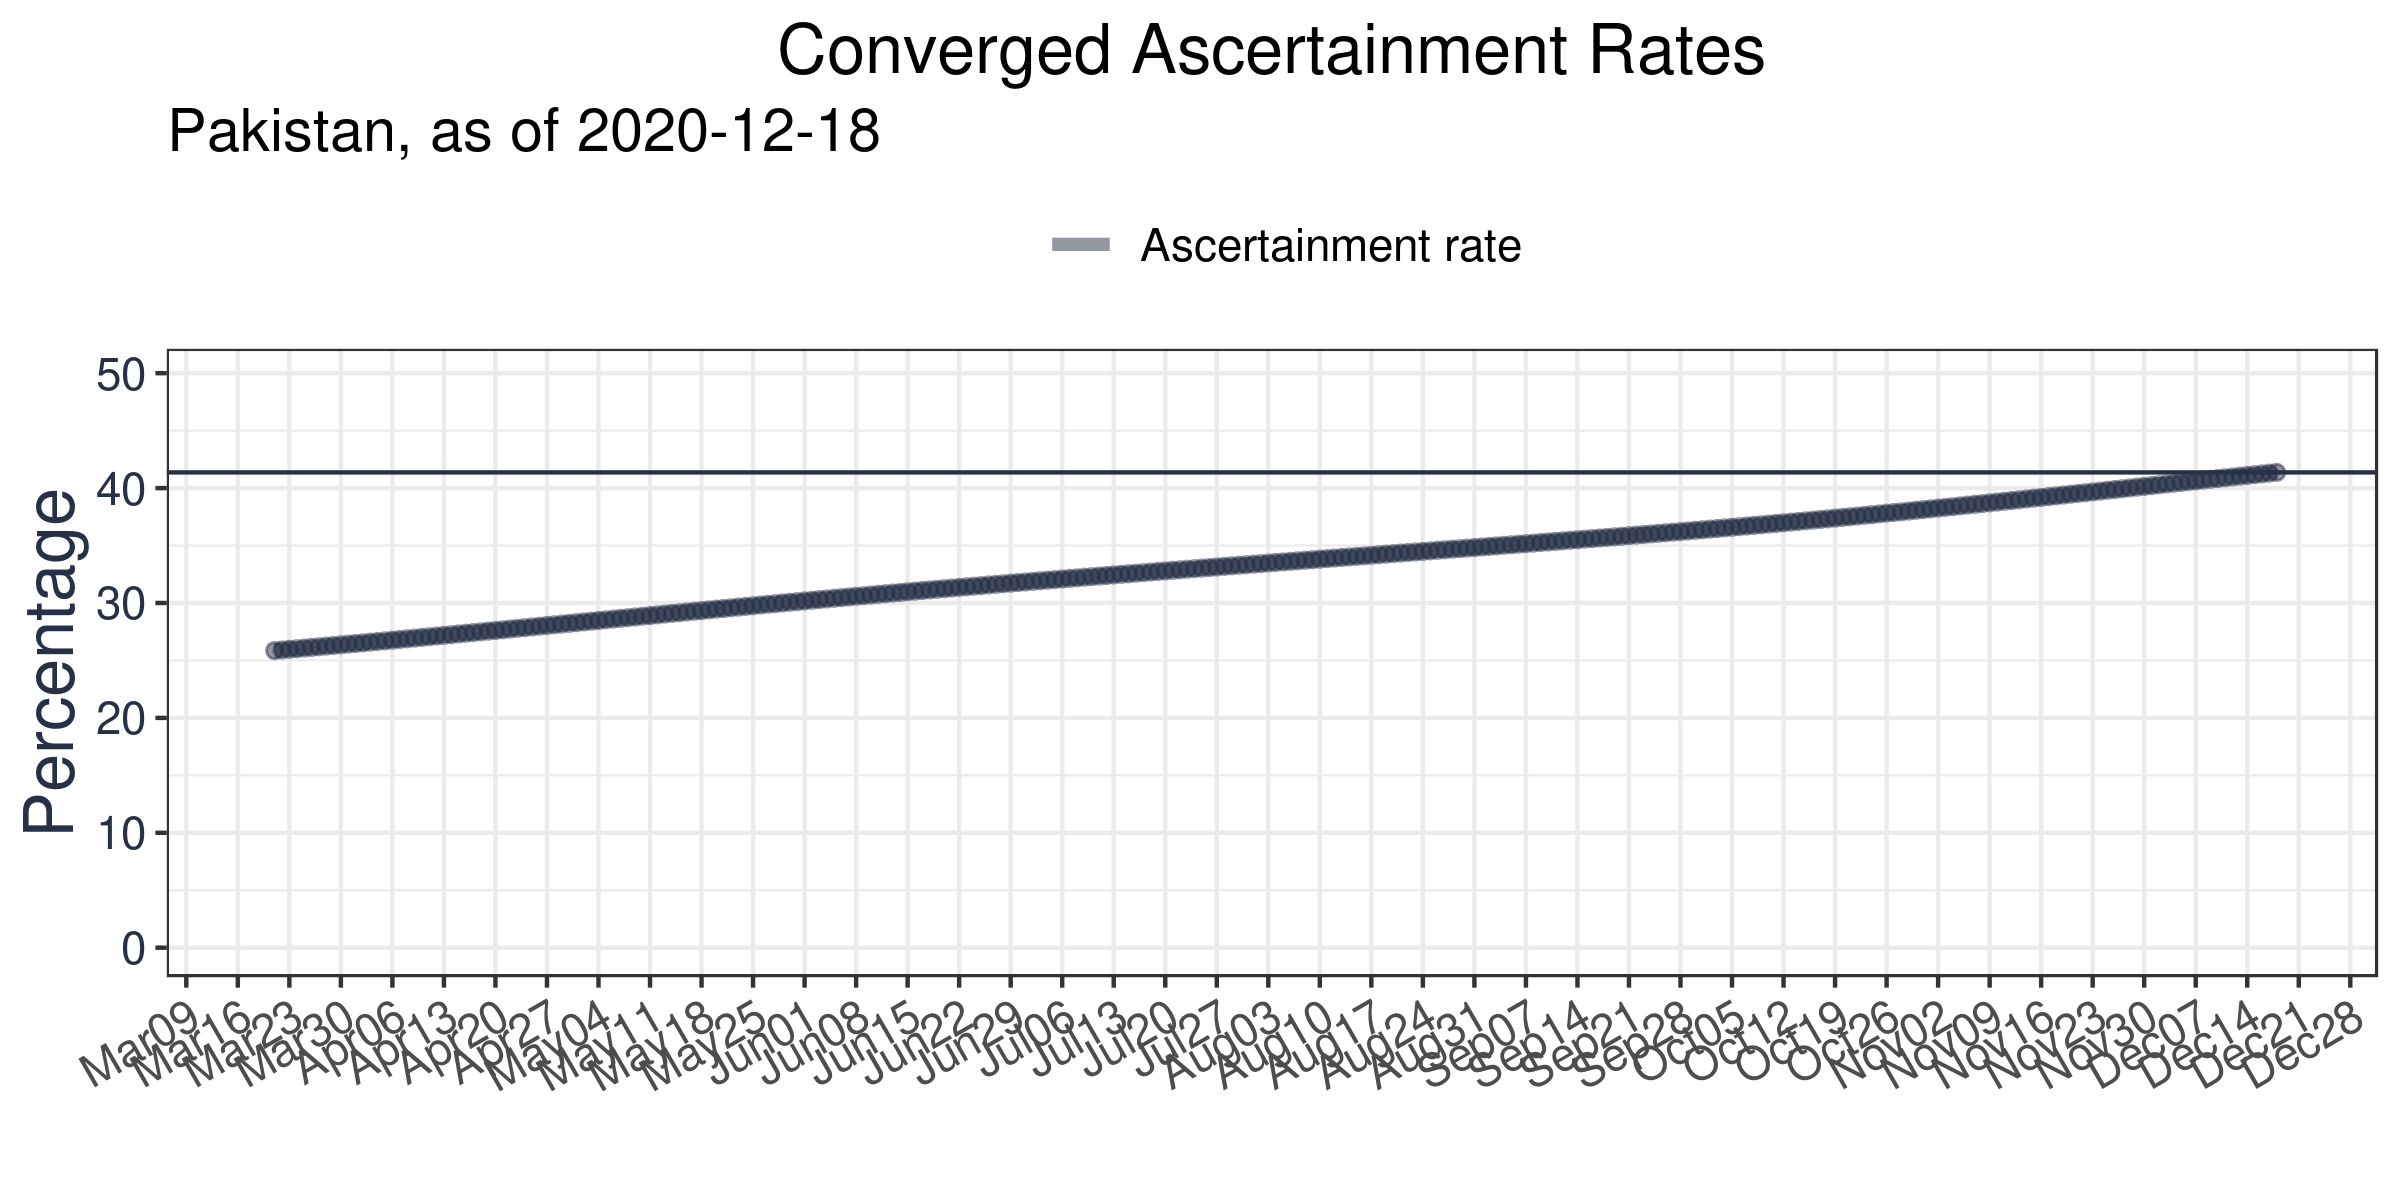 Converged Ascertainment Rates
Pakistan, as of 2020-12-18
Ascertainment rate
Percentage
50
40
30
20
10
0
Mar09
Mar16
Mar23
Mar30
Apr06
Apr13
Apr20
Apr27
May04
May11
May18
May25
Jun01
Jun08
Jun15
Jun22
Jun29
Jul06
Jul13
Jul20
Jul27
Aug03
Aug10
Aug17
Aug24
Aug31
Sep07
Sep14
Sep21
Sep28
Oct05
Oct12
Oct19
Oct26
Nov02
Nov09
Nov16
Nov23
Nov30
Dec07
Dec14
Dec21
Dec28